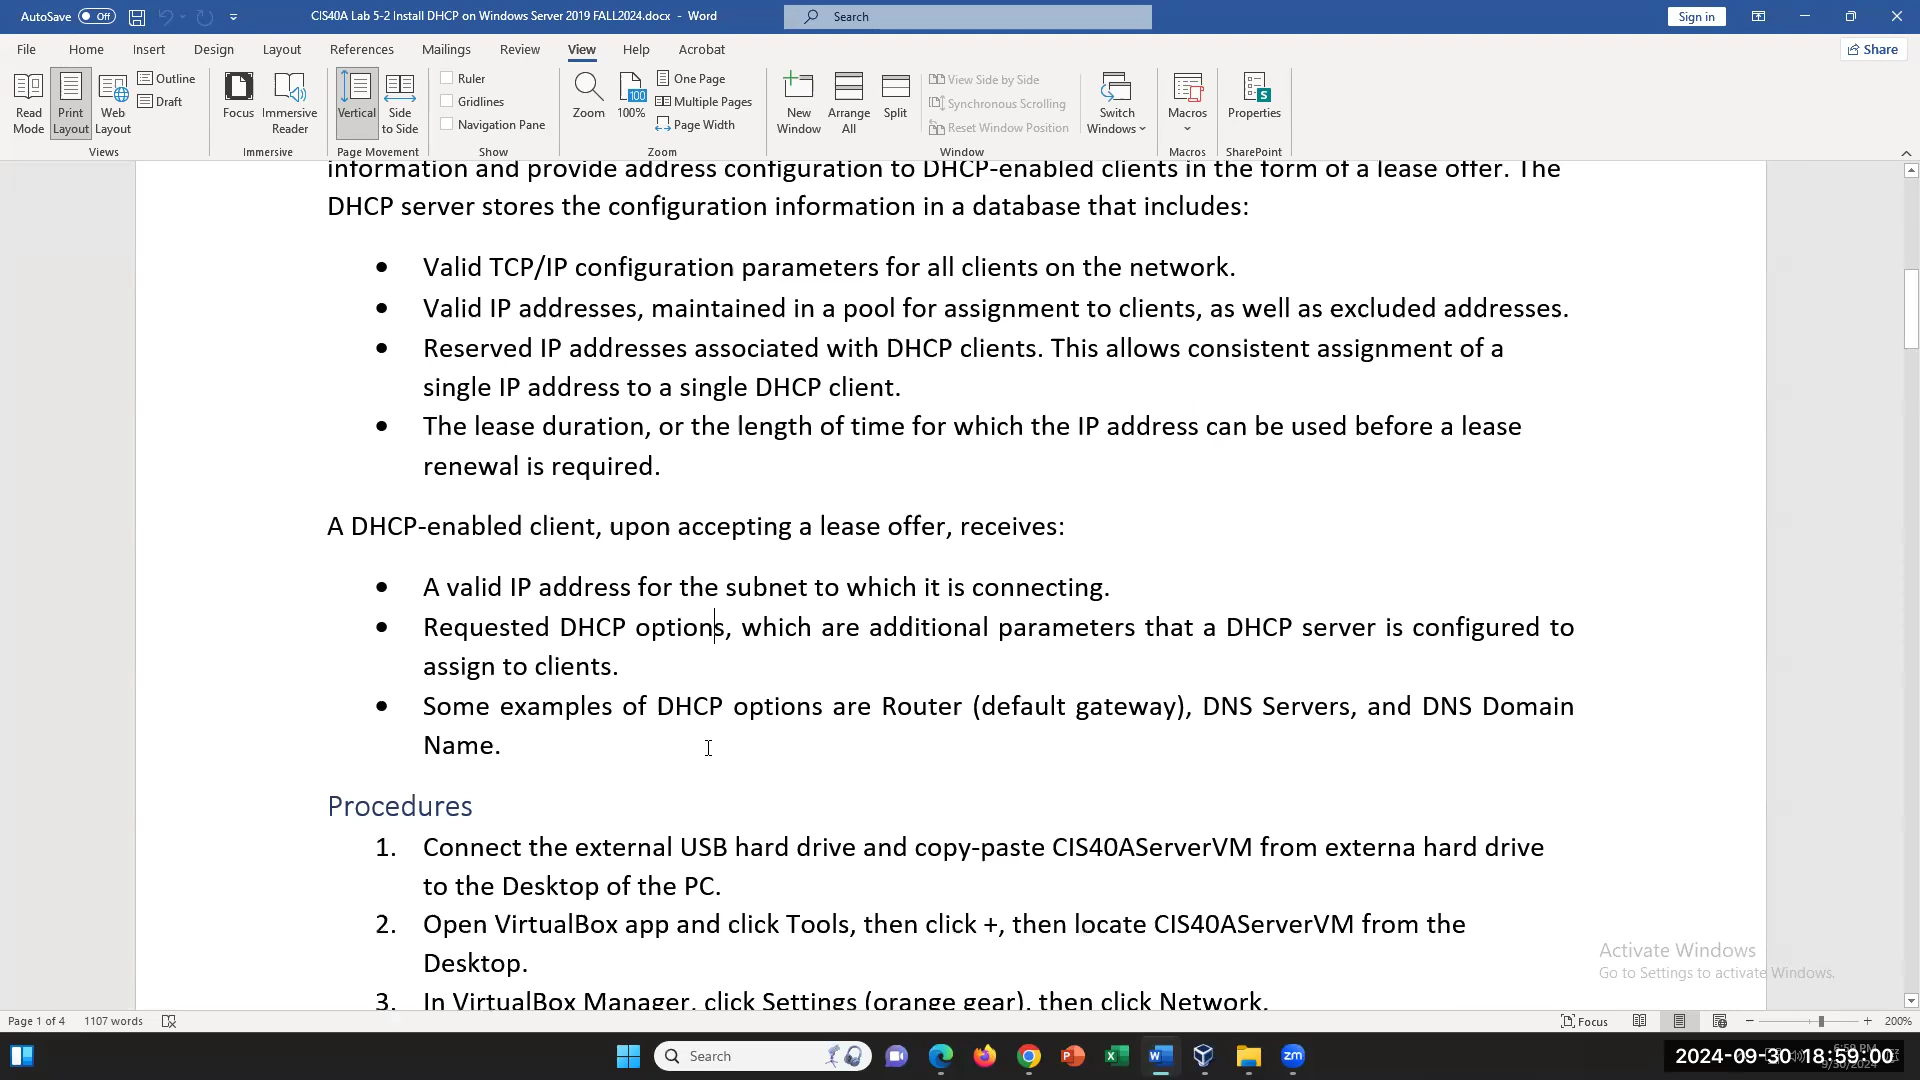 AutoSave Off CIS40A Lab 5-2 Install DHCP on Windows Server 2019 FALL2024.docx - Word Search Sign in
File Home Insert Design Layout References Mailings Review View Help Acrobat Share
Read Mode
Print Layout
Web Layout
Outline
Draft
Views
Focus
Immersive Reader
Immersive
Vertical
Side to Side
Page Movement
Ruler
Gridlines
Navigation Pane
Show
Zoom
100
100%
One Page
Multiple Pages
Page Width
Zoom
New Window
Arrange All
Split
View Side by Side
Synchronous Scrolling
Reset Window Position
Switch Windows
Window
Macros
Macros
Properties
SharePoint
information and provide address configuration to DHCP-enabled clients in the form of a lease offer. The
DHCP server stores the configuration information in a database that includes:
• Valid TCP/IP configuration parameters for all clients on the network.
• Valid IP addresses, maintained in a pool for assignment to clients, as well as excluded addresses.
• Reserved IP addresses associated with DHCP clients. This allows consistent assignment of a
single IP address to a single DHCP client.
• The lease duration, or the length of time for which the IP address can be used before a lease
renewal is required.
A DHCP-enabled client, upon accepting a lease offer, receives:
• A valid IP address for the subnet to which it is connecting.
• Requested DHCP options, which are additional parameters that a DHCP server is configured to
assign to clients.
• Some examples of DHCP options are Router (default gateway), DNS Servers, and DNS Domain
Name.
Procedures
1. Connect the external USB hard drive and copy-paste CIS40AServerVM from externa hard drive
to the Desktop of the PC.
2. Open VirtualBox app and click Tools, then click +, then locate CIS40AServerVM from the
Desktop.
3. In VirtualBox Manager, click Settings (orange gear), then click Network.
Activate Windows
Go to Settings to activate Windows.
Page 1 of 4 1107 words Focus 200%
Search zm 2024-09-30 18:59:00